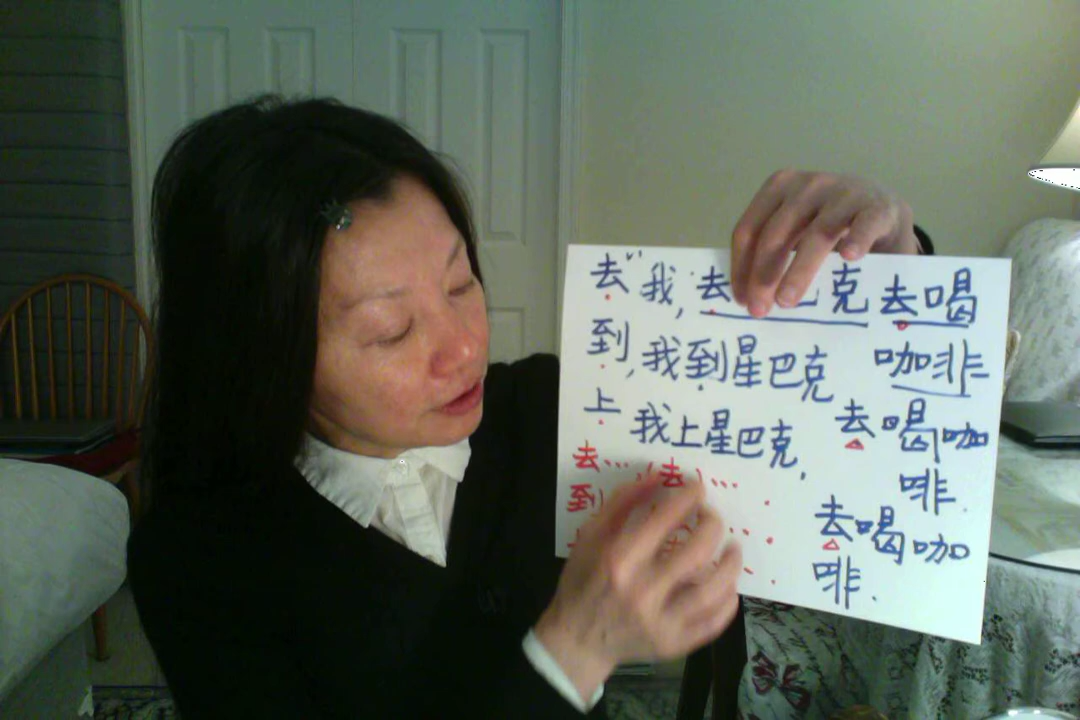 去" 我, 去 克 去喝
咖啡
到, 我到星巴克
去喝咖
啡.
上 我上星巴克,
去喝咖
啡.
去...(去)...
到